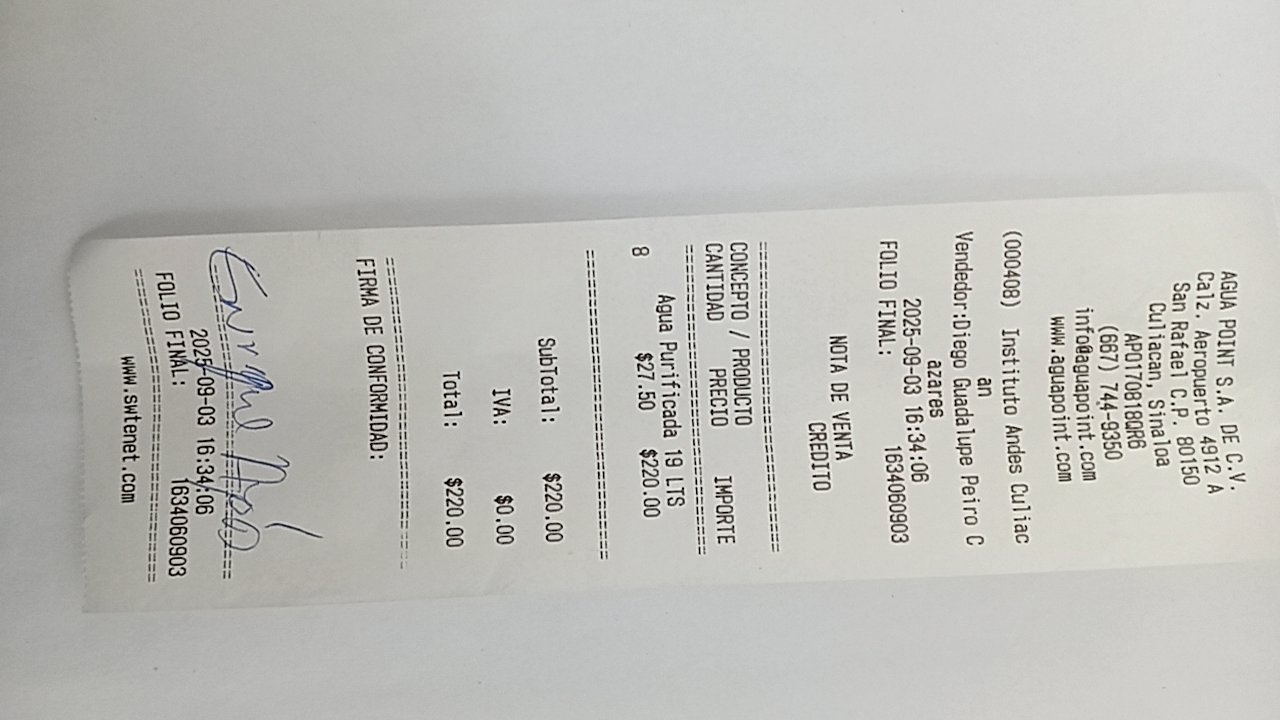 AGUA POINT S.A. DE C.V.
Calz. Aeropuerto 4912 A
San Rafael C.P. 80150
Culiacan, Sinaloa
APO170818QR6
(667) 744-9350
info@aguapoint.com
www.aguapoint.com
(000408) Instituto Andes Culiac
an
Vendedor:Diego Guadalupe Peiro C
azares
2025-09-03 16:34:06
FOLIO FINAL: 1634060903
NOTA DE VENTA
CREDITO
================================
CONCEPTO / PRODUCTO
CANTIDAD PRECIO IMPORTE
================================
Agua Purificada 19 LTS
8 $27.50 $220.00
================================
SubTotal: $220.00
IVA: $0.00
Total: $220.00
================================
FIRMA DE CONFORMIDAD:
================================
2025-09-03 16:34:06
FOLIO FINAL: 1634060903
================================
www.swtenet.com